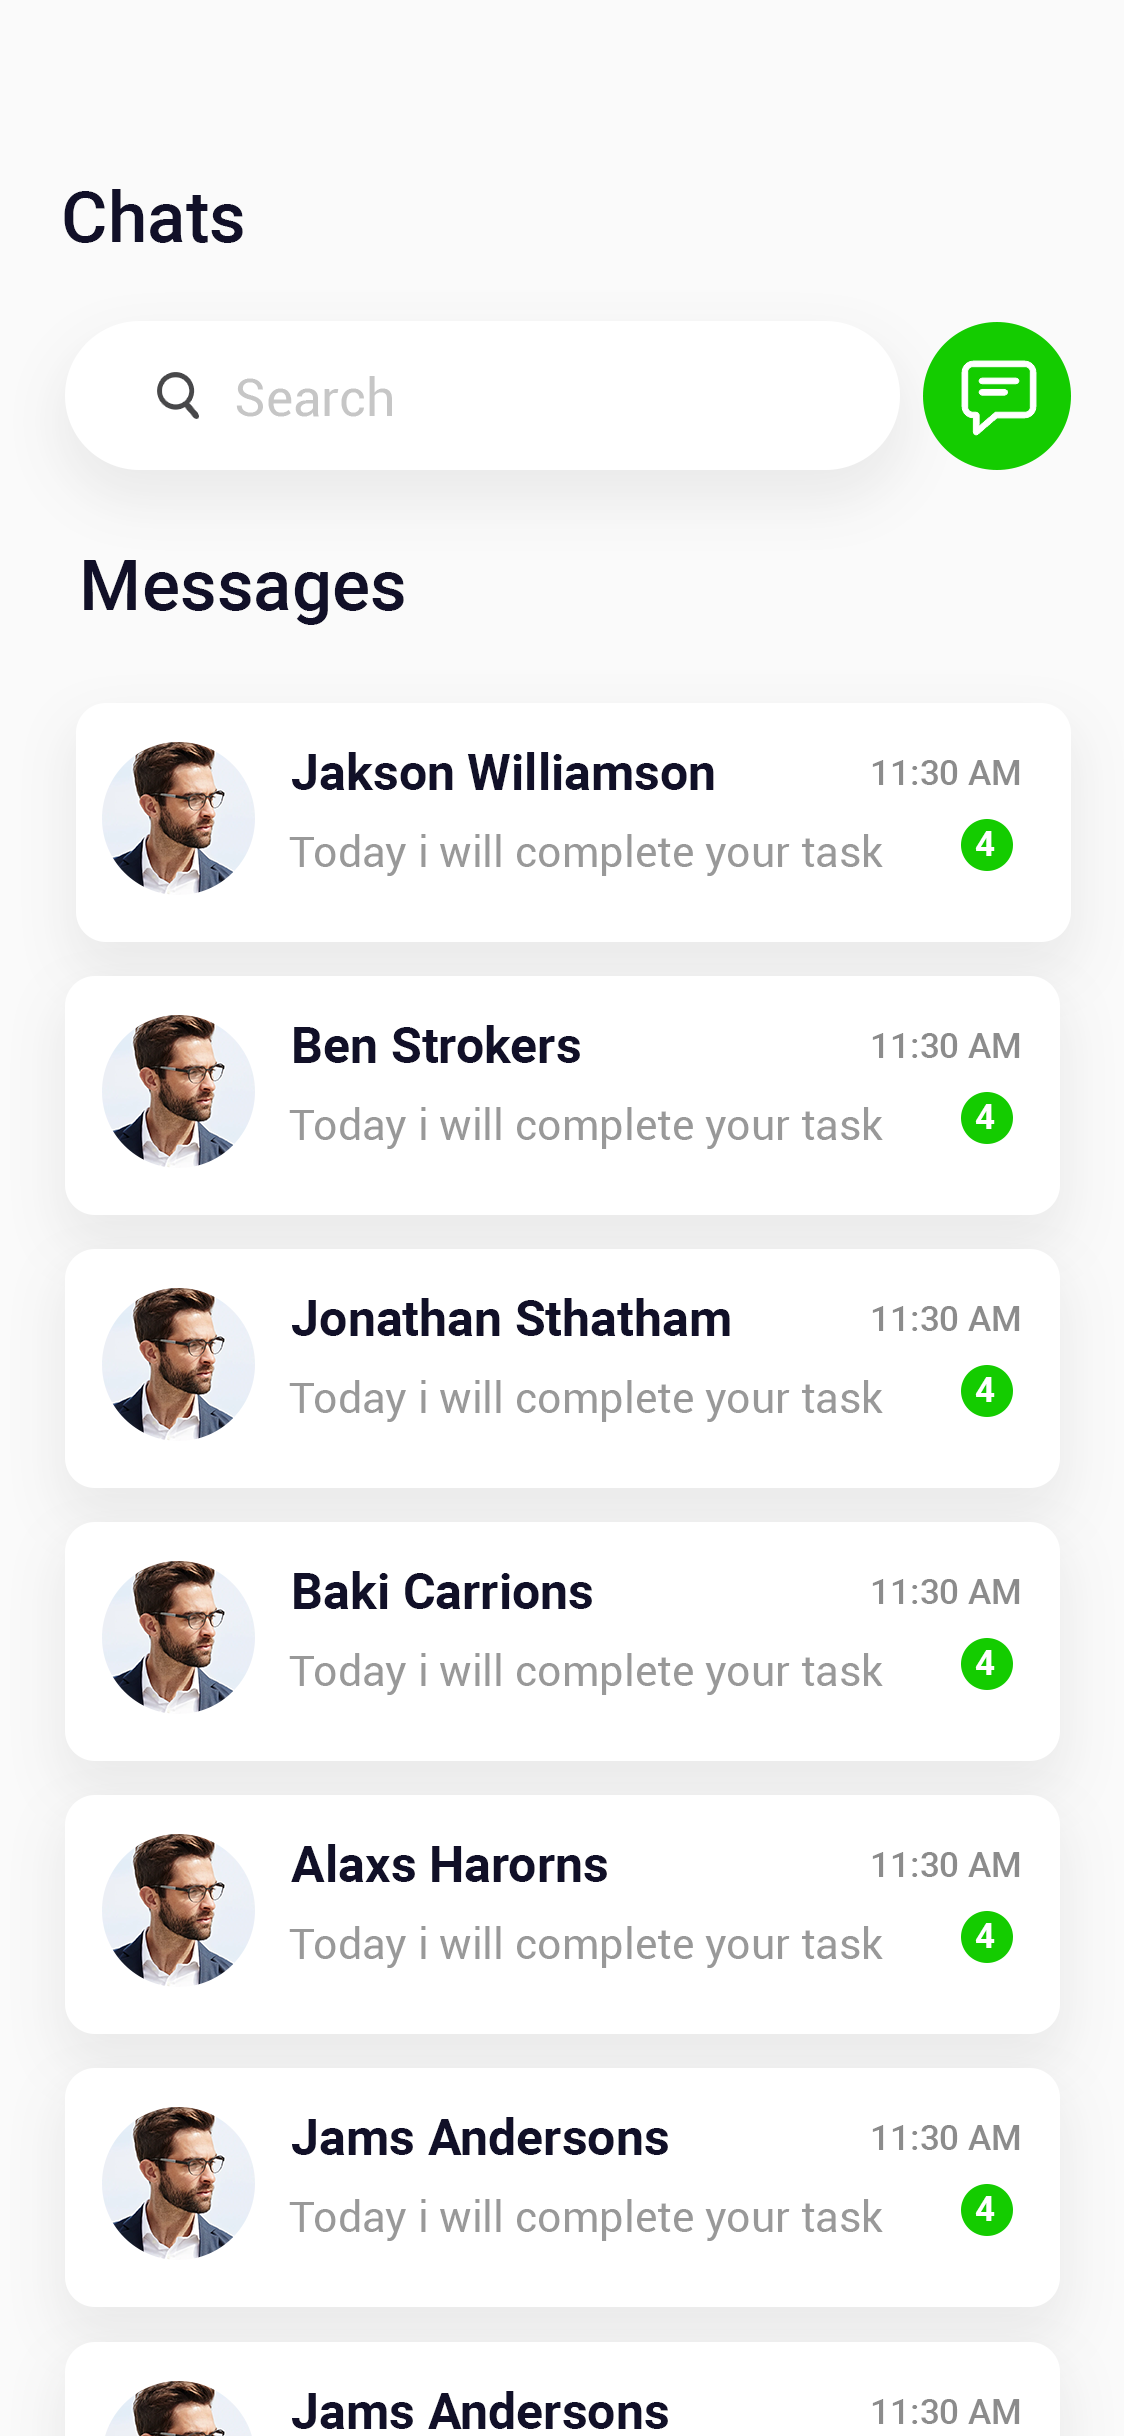 Chats
Search
Messages
Jakson Williamson 11:30 AM
Today i will complete your task 4
Ben Strokers 11:30 AM
Today i will complete your task 4
Jonathan Sthatham 11:30 AM
Today i will complete your task 4
Baki Carrions 11:30 AM
Today i will complete your task 4
Alaxs Harorns 11:30 AM
Today i will complete your task 4
Jams Andersons 11:30 AM
Today i will complete your task 4
Jams Andersons 11:30 AM